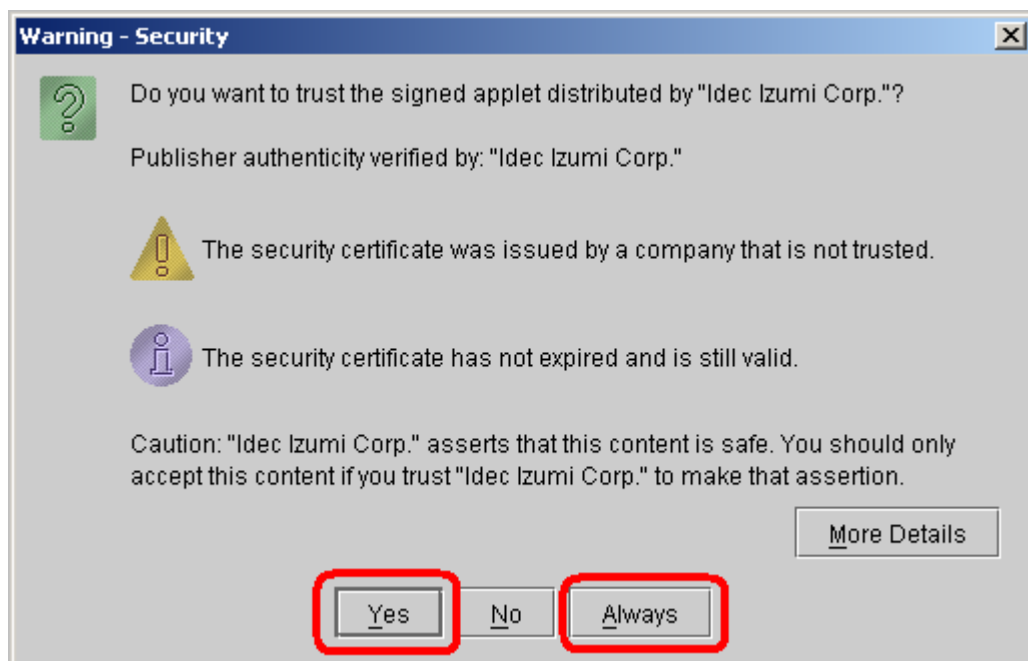 Warning - Security
Do you want to trust the signed applet distributed by "Idec Izumi Corp."?
Publisher authenticity verified by: "Idec Izumi Corp."
The security certificate was issued by a company that is not trusted.
The security certificate has not expired and is still valid.
Caution: "Idec Izumi Corp." asserts that this content is safe. You should only
accept this content if you trust "Idec Izumi Corp." to make that assertion.
More Details
Yes No Always